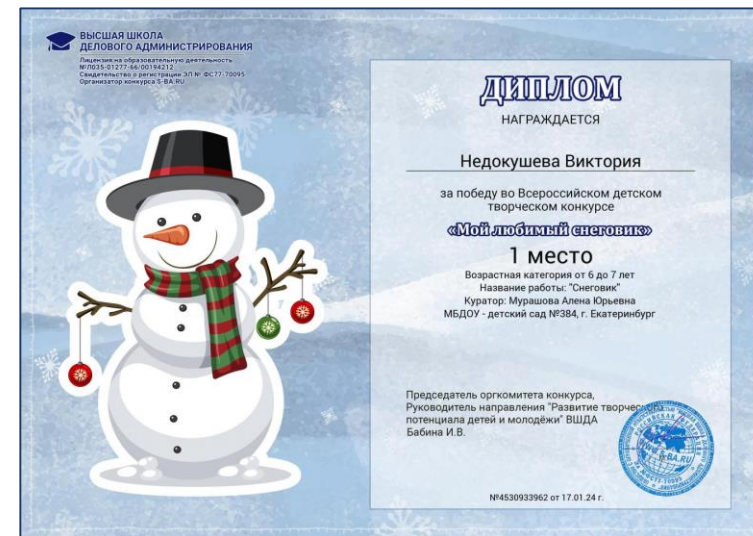 ВЫСШАЯ ШКОЛА
ДЕЛОВОГО АДМИНИСТРИРОВАНИЯ
Лицензия на образовательную деятельность
№Л035-01277-66/00194212
Свидетельство о регистрации ЭЛ № ФС77-70095
Организатор конкурса S-BA.RU
ДИПЛОМ
НАГРАЖДАЕТСЯ
Недокушева Виктория
за победу во Всероссийском детском
творческом конкурсе
«Мой любимый снеговик»
1 место
Возрастная категория от 6 до 7 лет
Название работы: "Снеговик"
Куратор: Мурашова Алена Юрьевна
МБДОУ - детский сад №384, г. Екатеринбург
Председатель оргкомитета конкурса,
Руководитель направления "Развитие творческого
потенциала детей и молодёжи" ВШДА
Бабина И.В.
№4530933962 от 17.01.24 г.